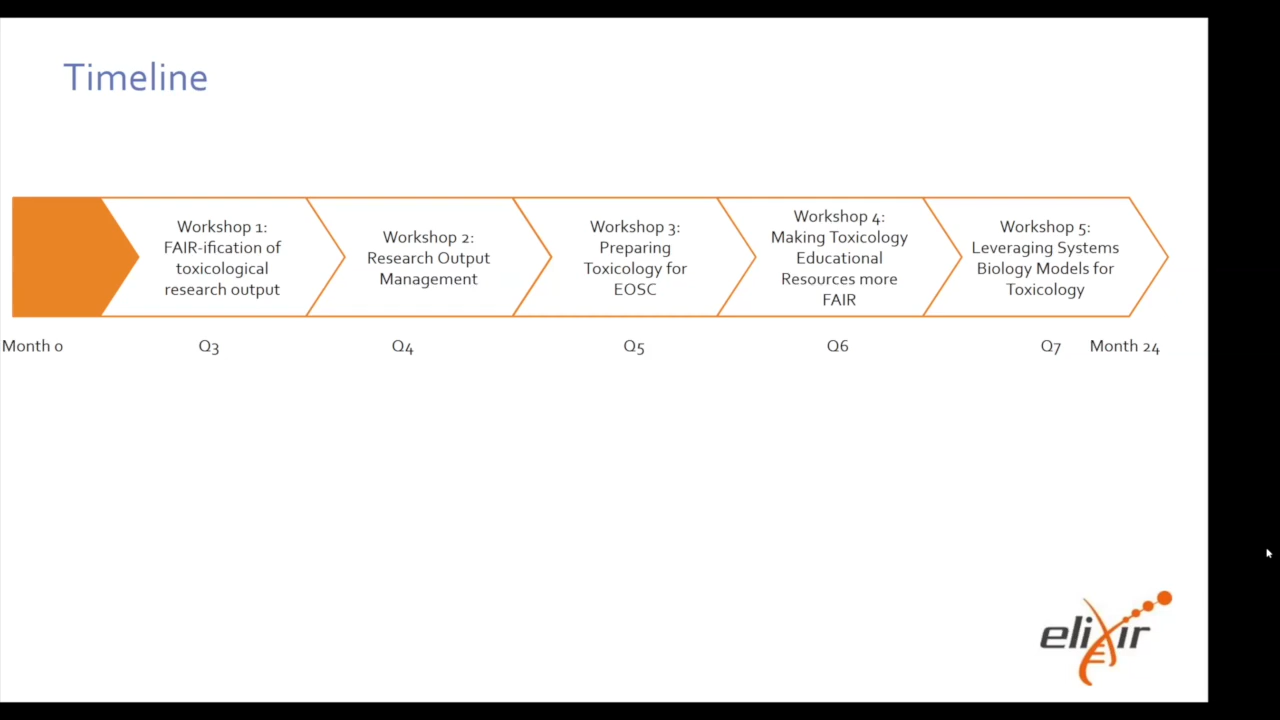 Timeline
Workshop 1:
FAIR-ification of
toxicological
research output
Workshop 2:
Research Output
Management
Workshop 3:
Preparing
Toxicology for
EOSC
Workshop 4:
Making Toxicology
Educational
Resources more
FAIR
Workshop 5:
Leveraging Systems
Biology Models for
Toxicology
Month 0
Q3
Q4
Q5
Q6
Q7
Month 24
elixir